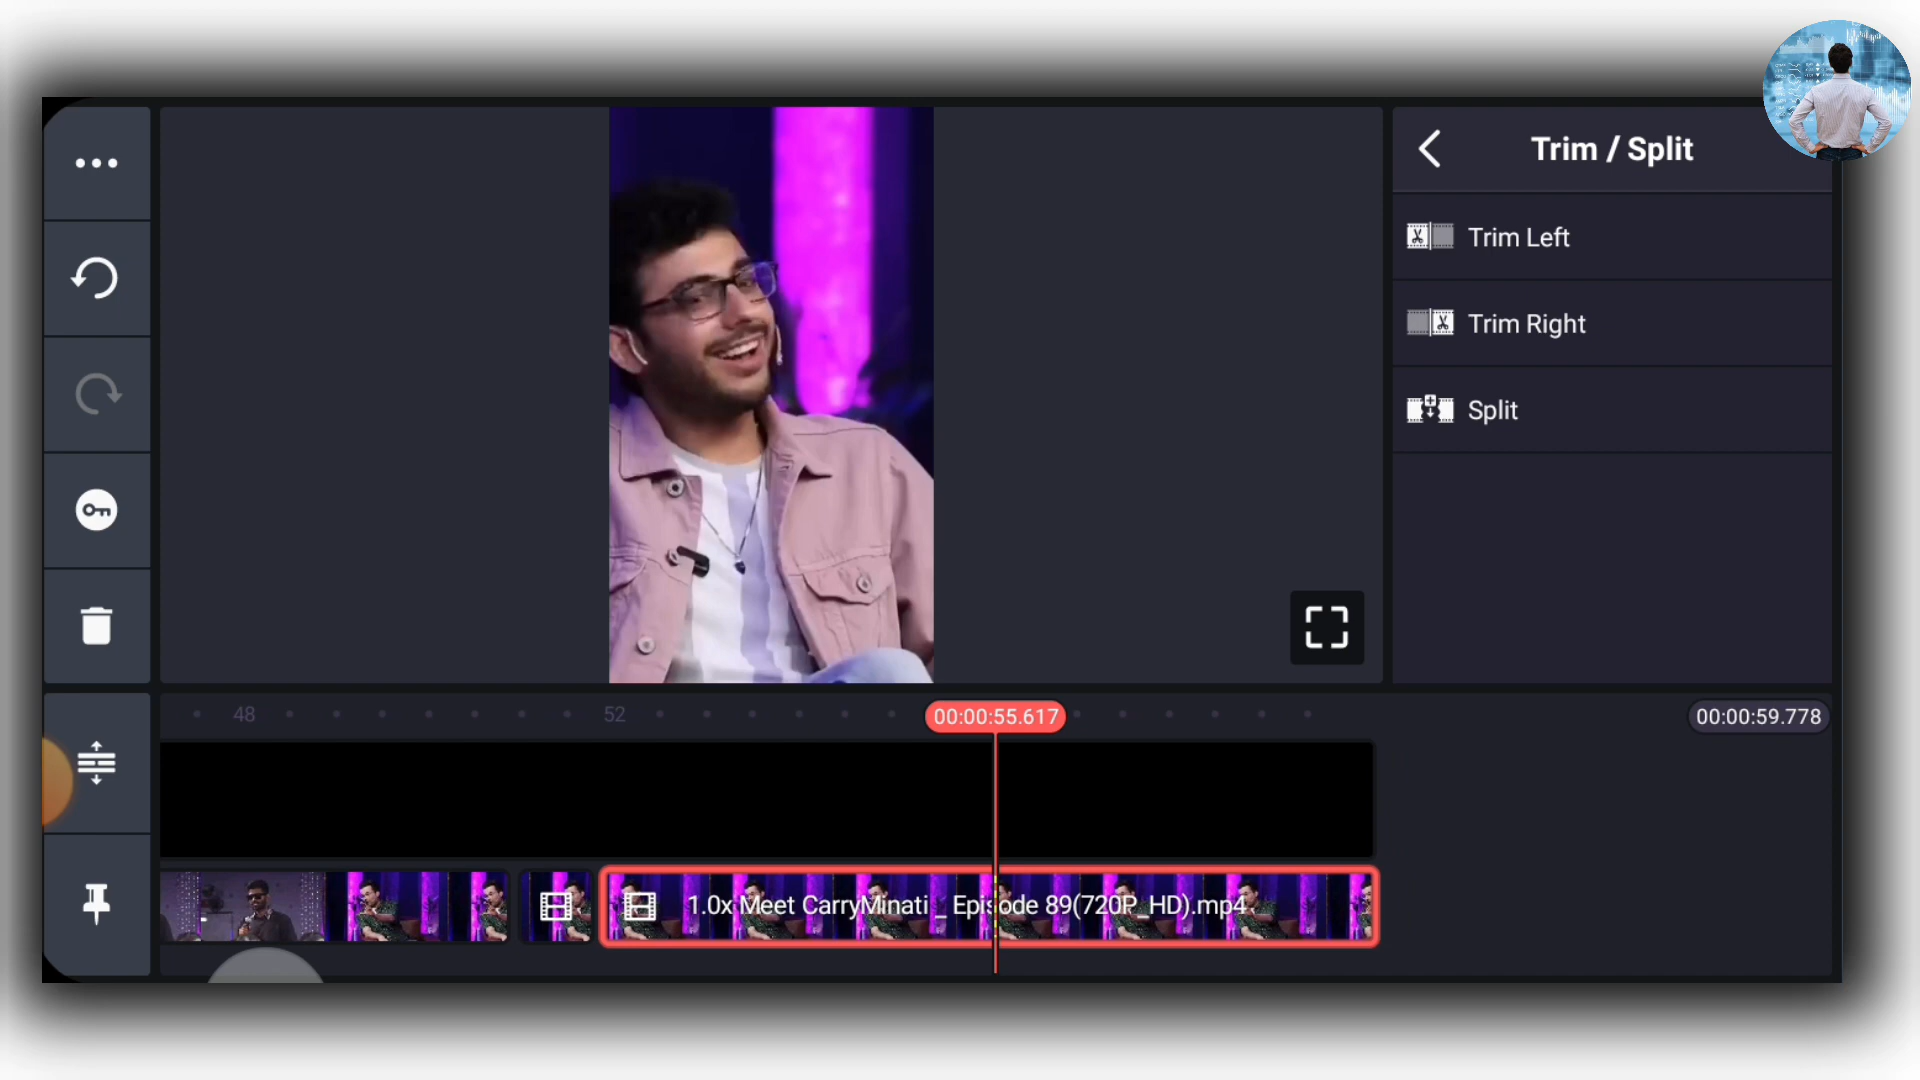 Trim / Split
Trim Left
Trim Right
Split
48
52
00:00:55.617
00:00:59.778
1.0x Meet CarryMinati _ Episode 89(720P_HD).mp4